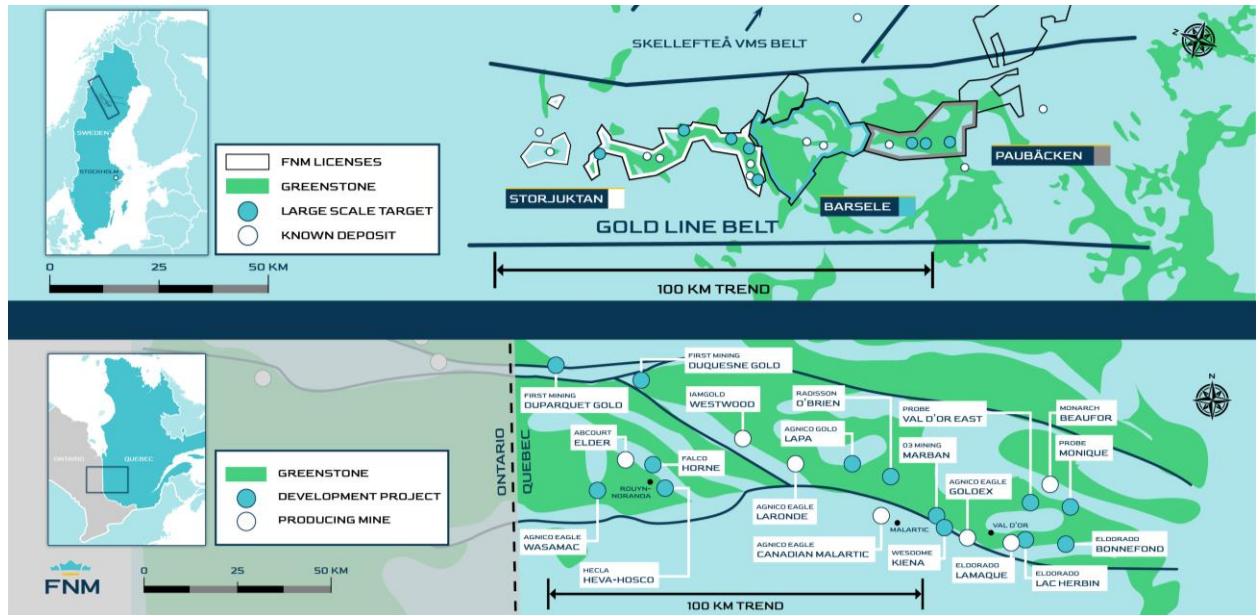 SKELLEFTEÅ VMS BELT
N
SWEDEN
STOCKHOLM
FNM LICENSES
GREENSTONE
LARGE SCALE TARGET
KNOWN DEPOSIT
0 25 50 KM
STORJUKTAN
BARSELE
PAUBÄCKEN
GOLD LINE BELT
100 KM TREND
ONTARIO
QUEBEC
GREENSTONE
DEVELOPMENT PROJECT
PRODUCING MINE
FNM
0 25 50 KM
ONTARIO
QUEBEC
N
FIRST MINING
DUPARQUET GOLD
FIRST MINING
DUQUESNE GOLD
IAMGOLD
WESTWOOD
RADISSON
O'BRIEN
PROBE
VAL D'OR EAST
MONARCH
BEAUFOR
ABCOURT
ELDER
FALCO
HORNE
AGNICO GOLD
LAPA
O3 MINING
MARBAN
PROBE
MONIQUE
ROUYN-
NORANDA
AGNICO EAGLE
GOLDEX
AGNICO EAGLE
LARONDE
MALARTIC
VAL D'OR
AGNICO EAGLE
WASAMAC
AGNICO EAGLE
CANADIAN MALARTIC
WESDOME
KIENA
ELDORADO
LAMAQUE
ELDORADO
LAC HERBIN
ELDORADO
BONNEFOND
HECLA
HEVA-HOSCO
100 KM TREND